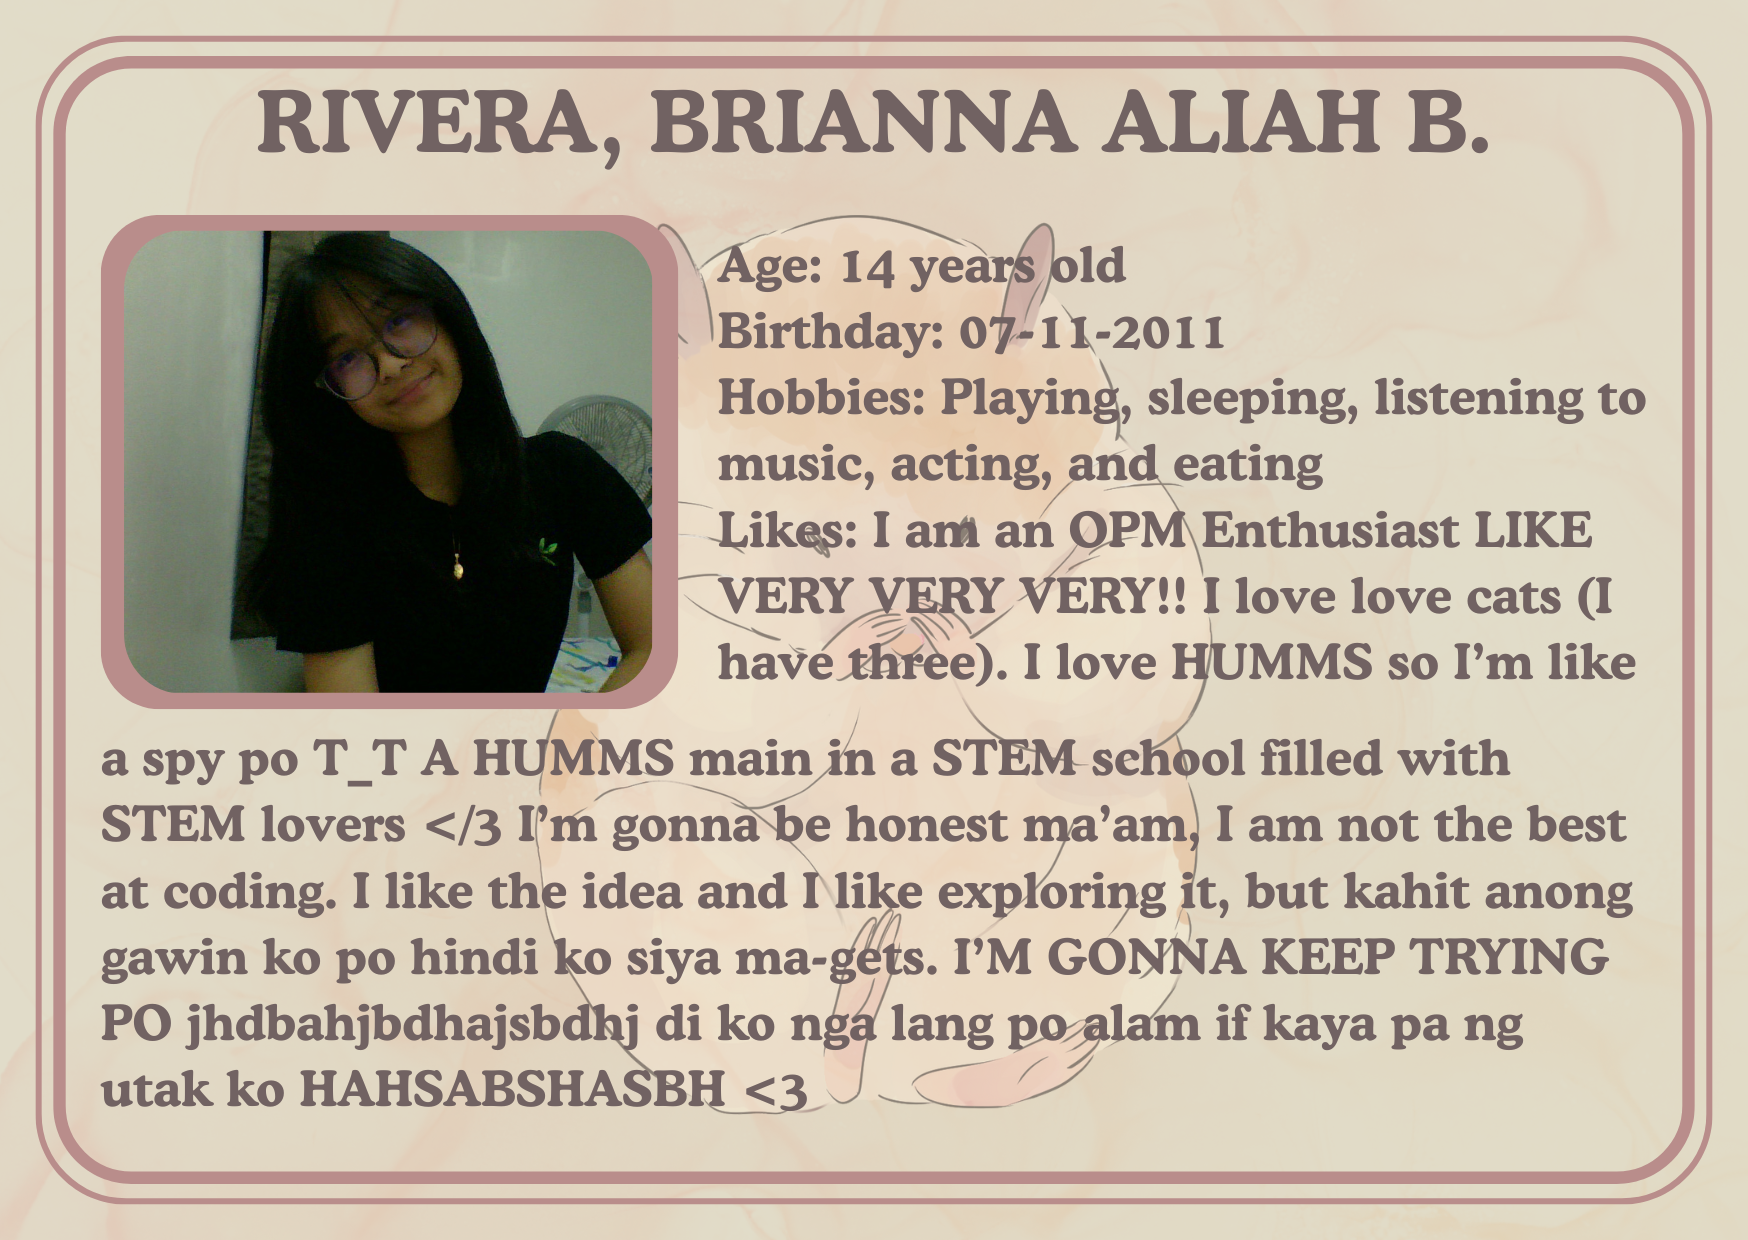 RIVERA, BRIANNA ALIAH B.
Age: 14 years old
Birthday: 07-11-2011
Hobbies: Playing, sleeping, listening to
music, acting, and eating
Likes: I am an OPM Enthusiast LIKE
VERY VERY VERY!! I love love cats (I
have three). I love HUMMS so I’m like
a spy po T_T A HUMMS main in a STEM school filled with
STEM lovers </3 I’m gonna be honest ma’am, I am not the best
at coding. I like the idea and I like exploring it, but kahit anong
gawin ko po hindi ko siya ma-gets. I’M GONNA KEEP TRYING
PO jhdbahjbdhajsbdhj di ko nga lang po alam if kaya pa ng
utak ko HAHSABSHASBH <3